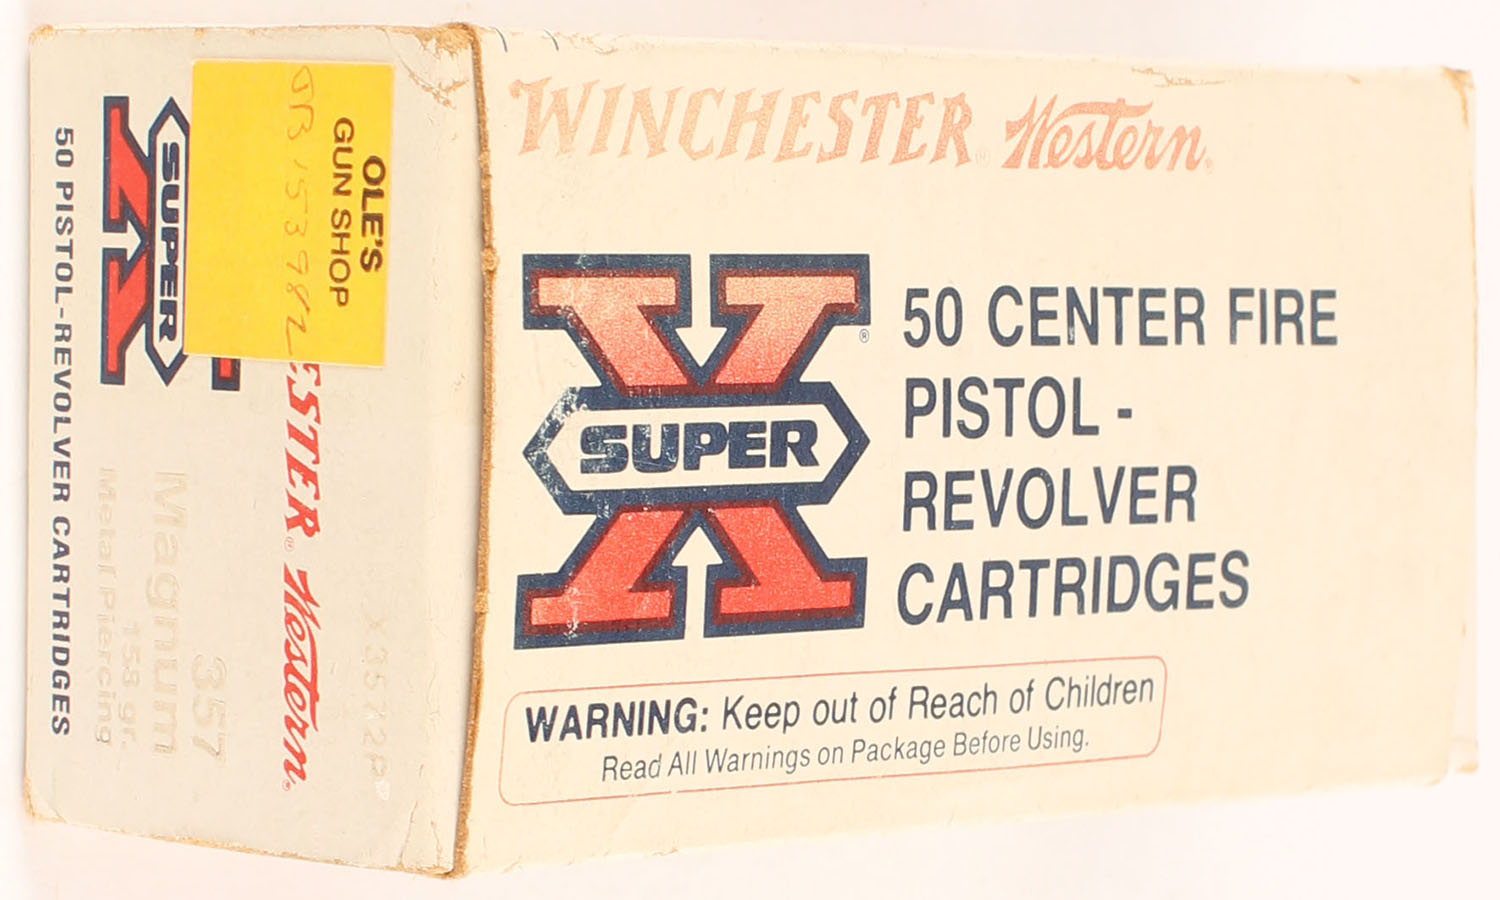 WINCHESTER® Western®
SUPER X®
50 CENTER FIRE
PISTOL -
REVOLVER
CARTRIDGES
WARNING: Keep out of Reach of Children
Read All Warnings on Package Before Using.
OLE'S
GUN SHOP
ESTER® Western®
SUPER
357
Magnum
158 gr.
Metal Piercing
50 PISTOL-REVOLVER CARTRIDGES